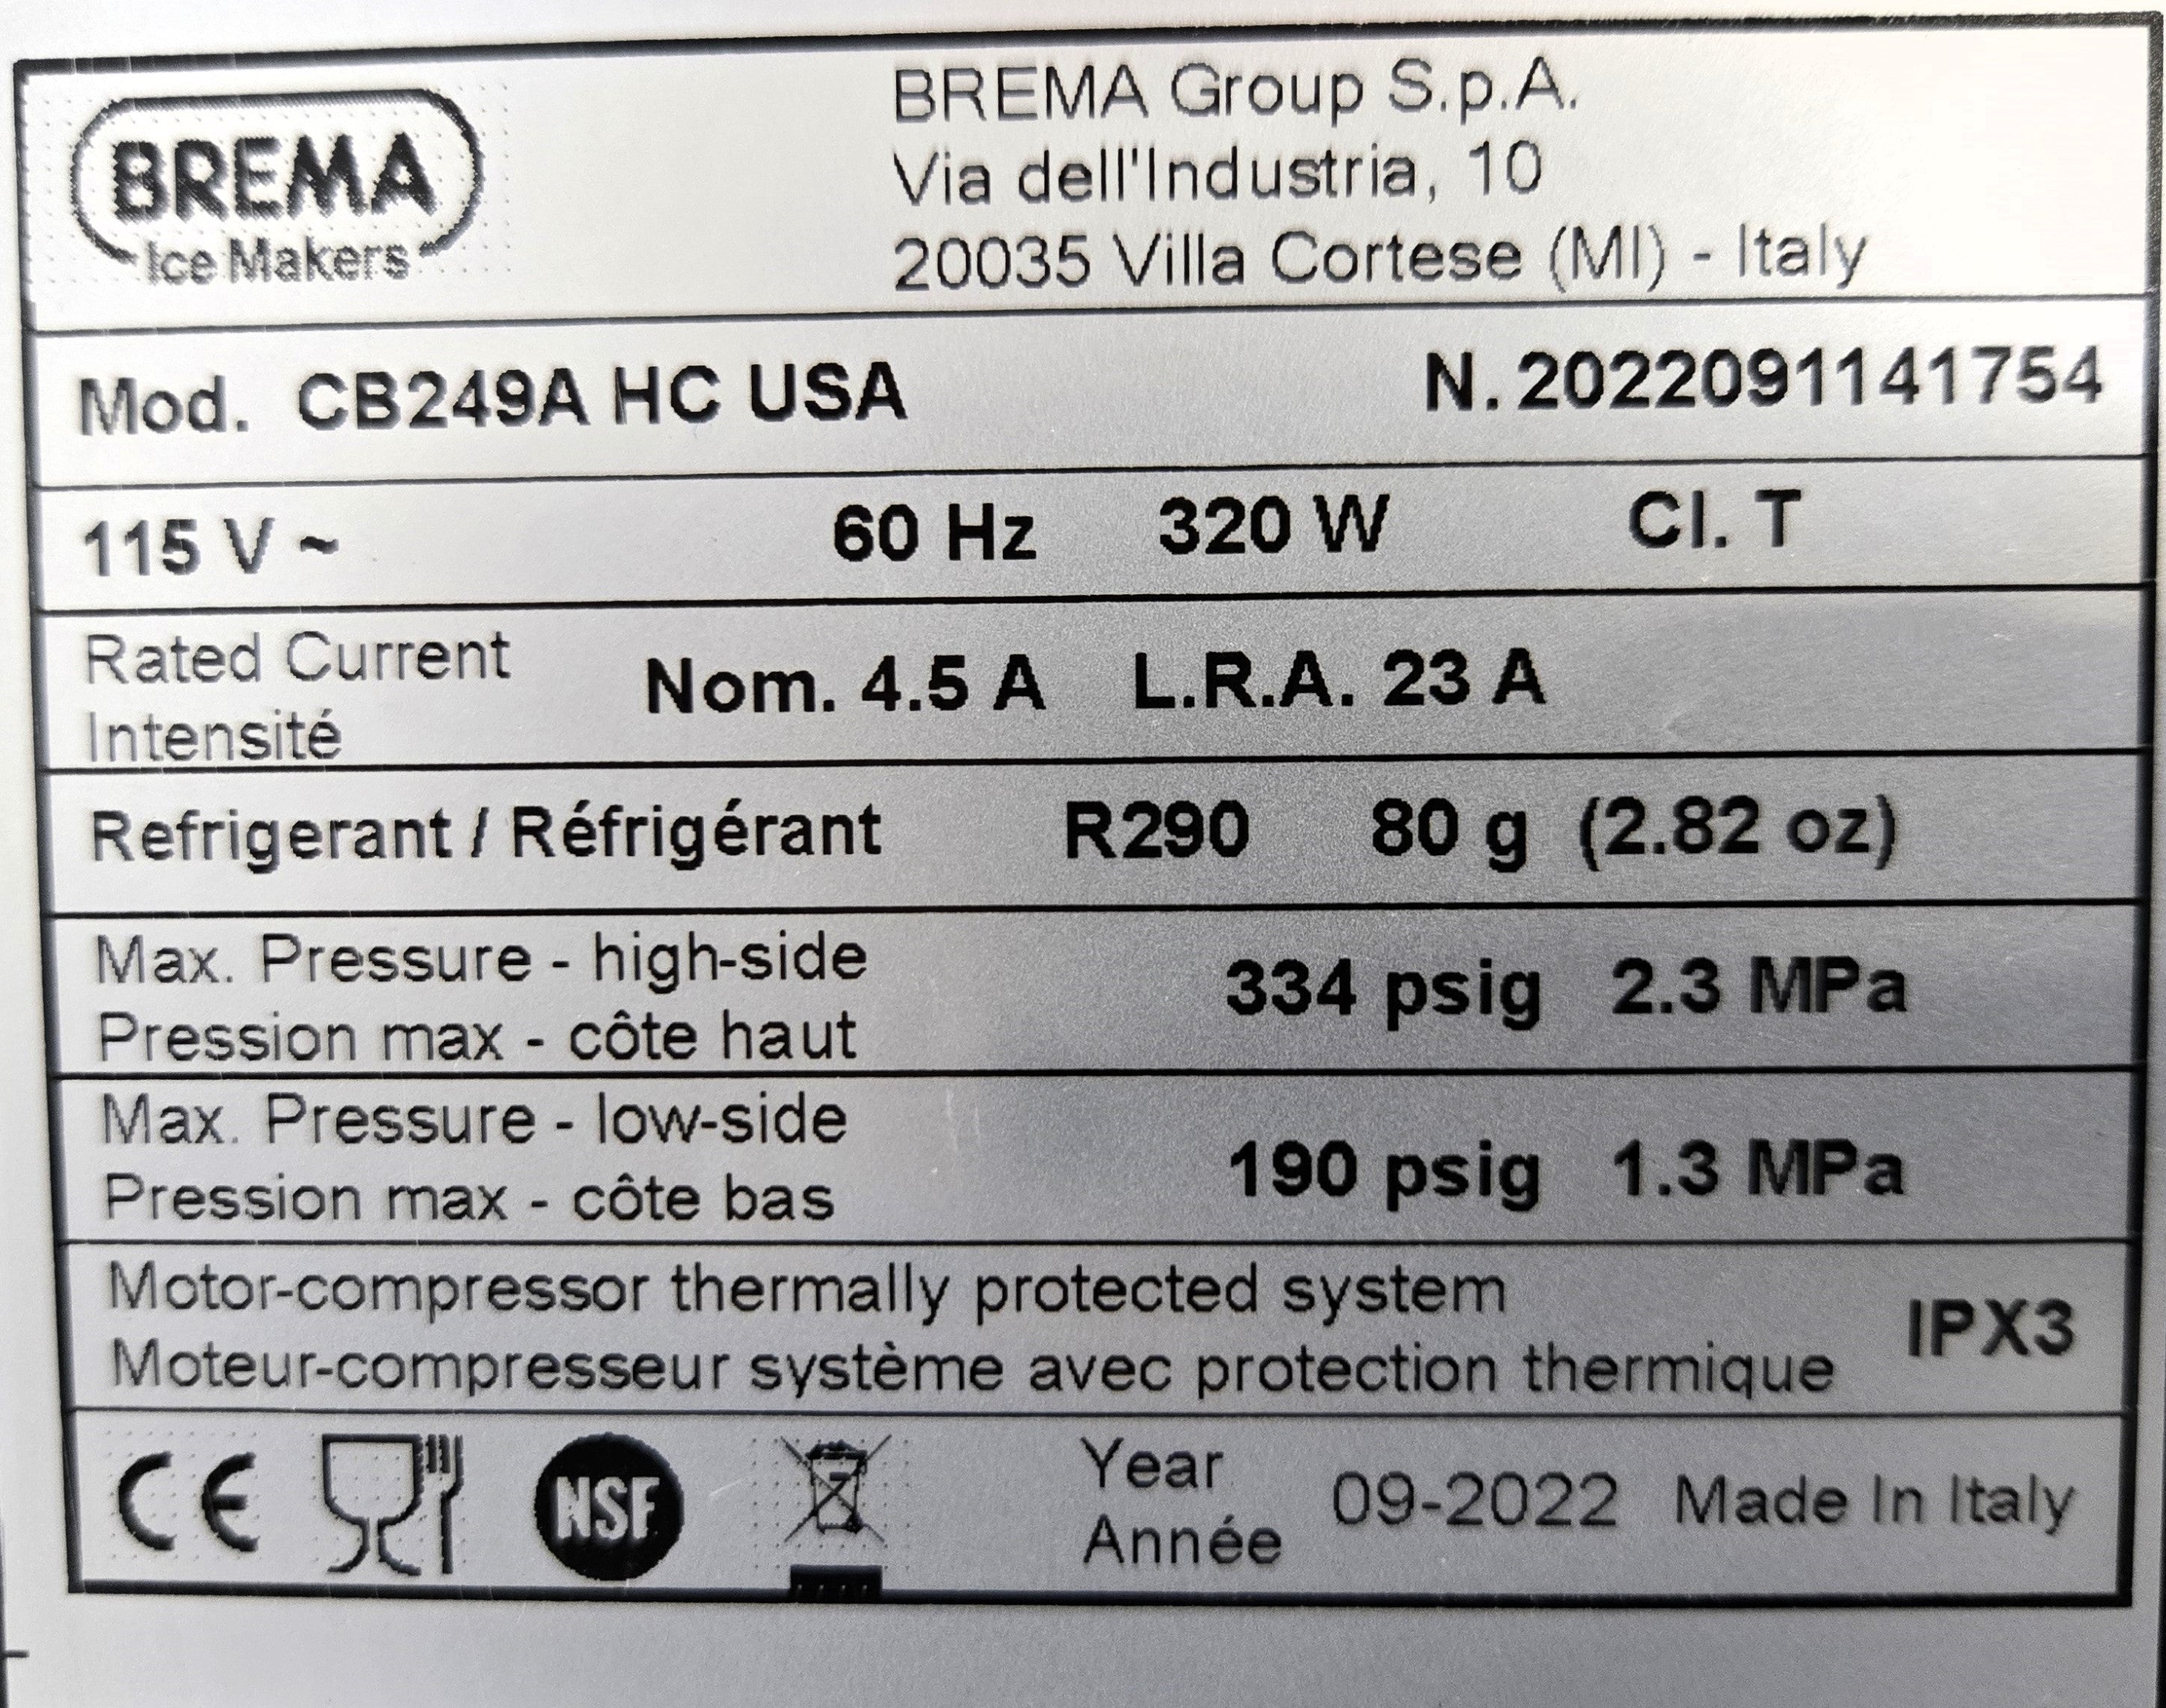 BREMA
Ice Makers
BREMA Group S.p.A.
Via dell'Industria, 10
20035 Villa Cortese (MI) - Italy
Mod. CB249A HC USA N. 2022091141754
115 V ~ 60 Hz 320 W Cl. T
Rated Current
Intensité
Nom. 4.5 A L.R.A. 23 A
Refrigerant / Réfrigérant R290 80 g (2.82 oz)
Max. Pressure - high-side
Pression max - côte haut
334 psig 2.3 MPa
Max. Pressure - low-side
Pression max - côte bas
190 psig 1.3 MPa
Motor-compressor thermally protected system
Moteur-compresseur système avec protection thermique
IPX3
CE
NSF
Year
Année
09-2022 Made In Italy